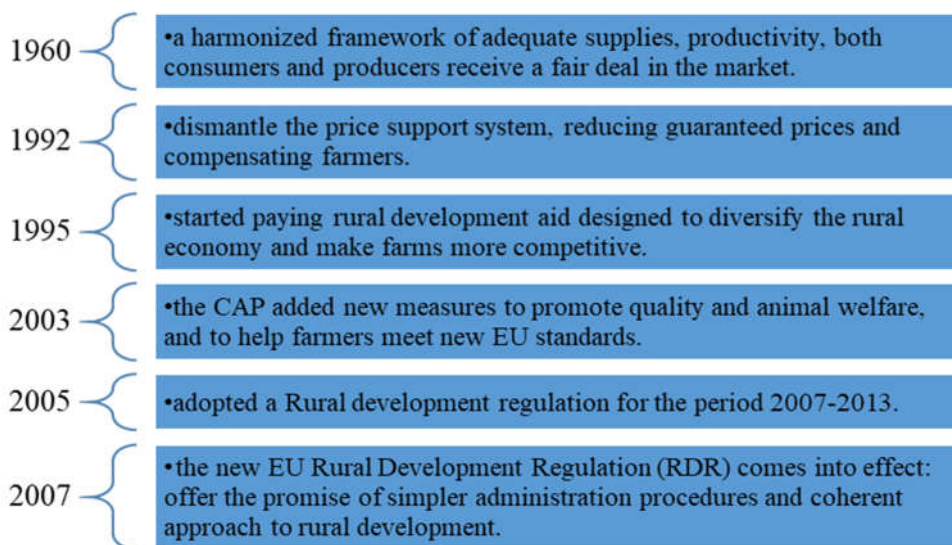 1960
•a harmonized framework of adequate supplies, productivity, both
consumers and producers receive a fair deal in the market.
1992
•dismantle the price support system, reducing guaranteed prices and
compensating farmers.
1995
•started paying rural development aid designed to diversify the rural
economy and make farms more competitive.
2003
•the CAP added new measures to promote quality and animal welfare,
and to help farmers meet new EU standards.
2005
•adopted a Rural development regulation for the period 2007-2013.
2007
•the new EU Rural Development Regulation (RDR) comes into effect:
offer the promise of simpler administration procedures and coherent
approach to rural development.